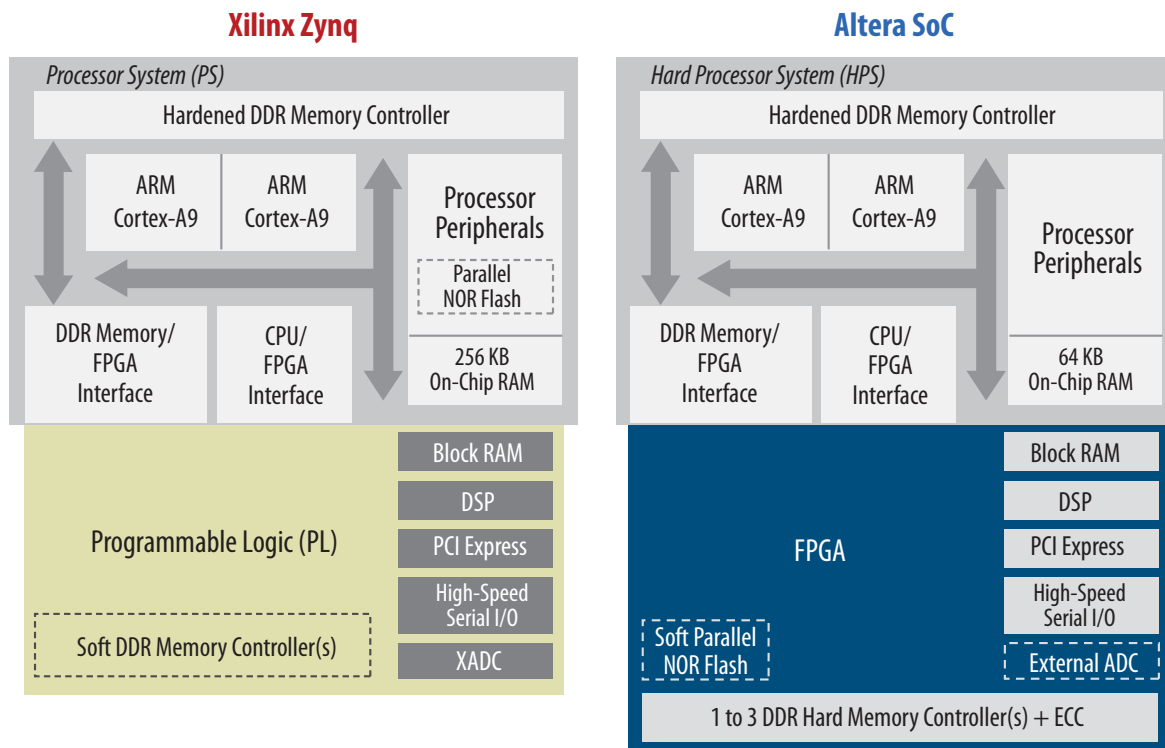 Xilinx Zynq
Processor System (PS)
Hardened DDR Memory Controller
ARM
Cortex-A9
ARM
Cortex-A9
Processor
Peripherals
Parallel
NOR Flash
256 KB
On-Chip RAM
DDR Memory/
FPGA
Interface
CPU/
FPGA
Interface
Programmable Logic (PL)
Soft DDR Memory Controller(s)
Block RAM
DSP
PCI Express
High-Speed
Serial I/O
XADC
Altera SoC
Hard Processor System (HPS)
Hardened DDR Memory Controller
ARM
Cortex-A9
ARM
Cortex-A9
Processor
Peripherals
64 KB
On-Chip RAM
DDR Memory/
FPGA
Interface
CPU/
FPGA
Interface
FPGA
Soft Parallel
NOR Flash
Block RAM
DSP
PCI Express
High-Speed
Serial I/O
External ADC
1 to 3 DDR Hard Memory Controller(s) + ECC